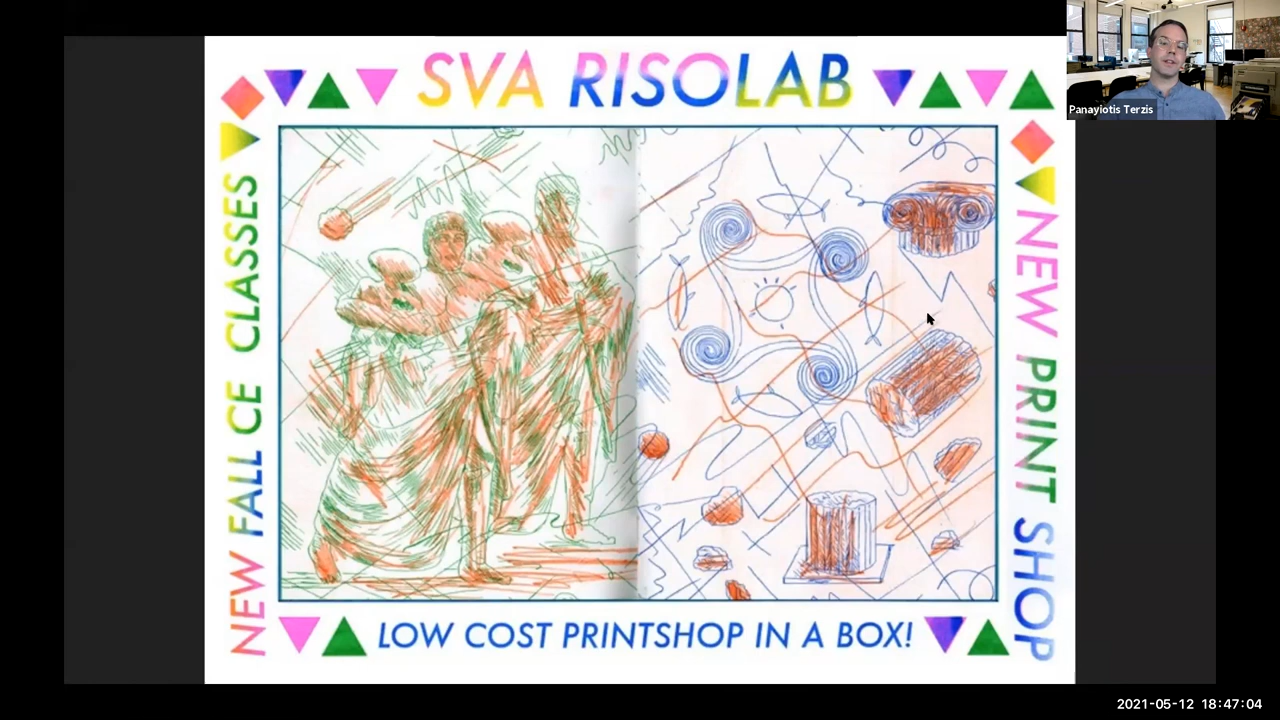 SVA RISOLAB
NEW FALL CE CLASSES
NEW PRINT SHOP
LOW COST PRINTSHOP IN A BOX!
Panayiotis Terzis
2021-05-12 18:47:04